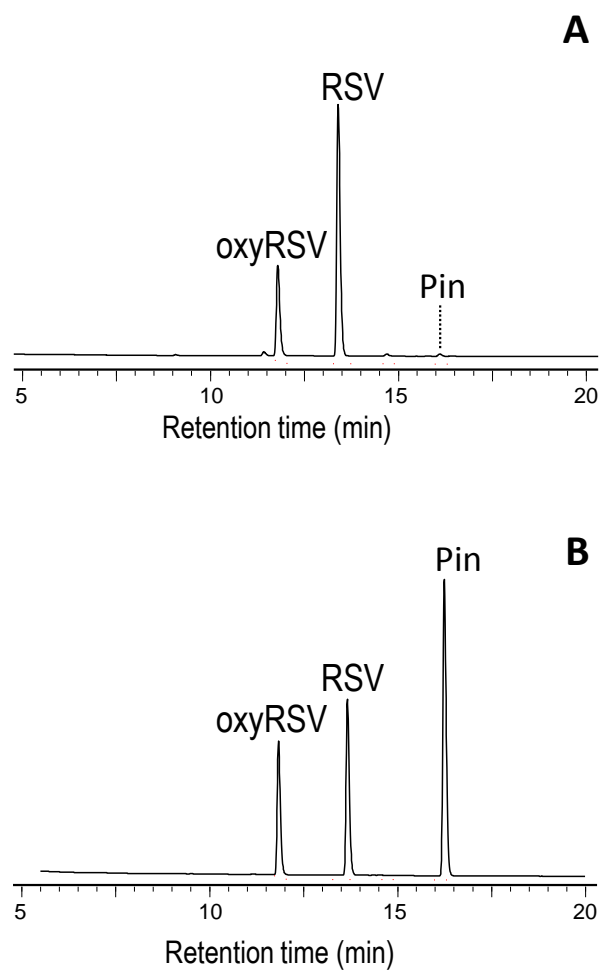 A
RSV
oxyRSV
Pin
5 10 15 20
Retention time (min)
B
Pin
RSV
oxyRSV
5 10 15 20
Retention time (min)